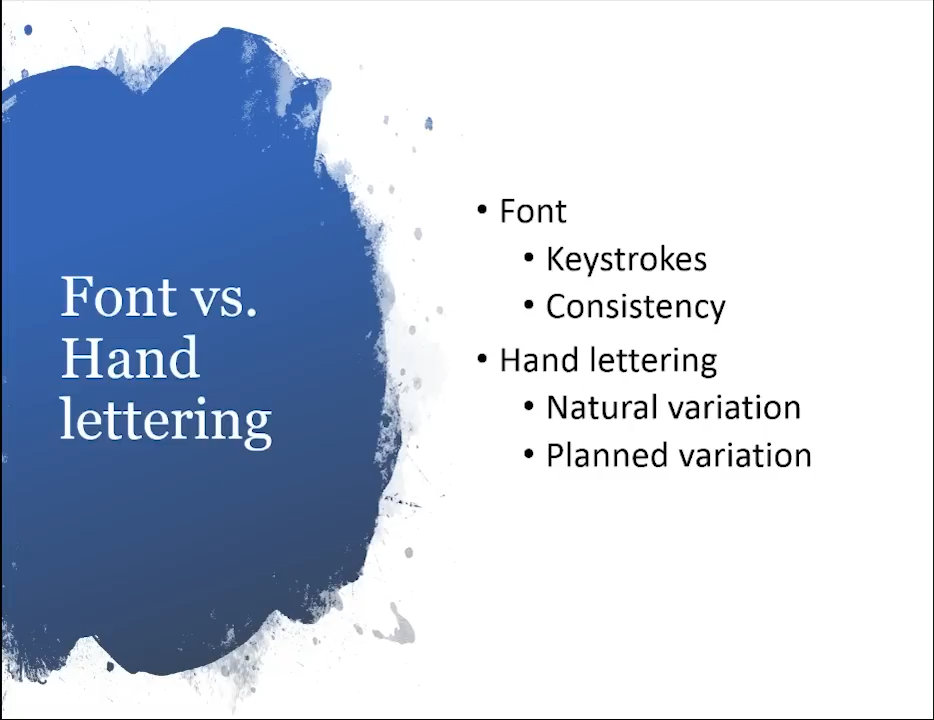 Font vs.
Hand
lettering
• Font
• Keystrokes
• Consistency
• Hand lettering
• Natural variation
• Planned variation